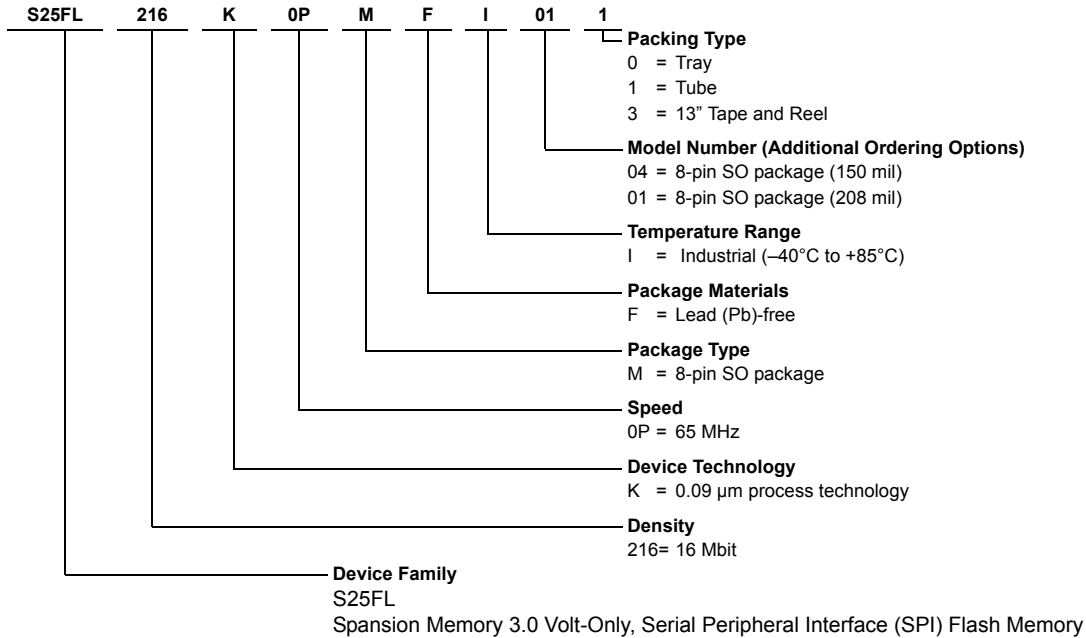 S25FL 216 K 0P M F I 01 1
Packing Type
0 = Tray
1 = Tube
3 = 13” Tape and Reel
Model Number (Additional Ordering Options)
04 = 8-pin SO package (150 mil)
01 = 8-pin SO package (208 mil)
Temperature Range
I = Industrial (–40°C to +85°C)
Package Materials
F = Lead (Pb)-free
Package Type
M = 8-pin SO package
Speed
0P = 65 MHz
Device Technology
K = 0.09 µm process technology
Density
216= 16 Mbit
Device Family
S25FL
Spansion Memory 3.0 Volt-Only, Serial Peripheral Interface (SPI) Flash Memory